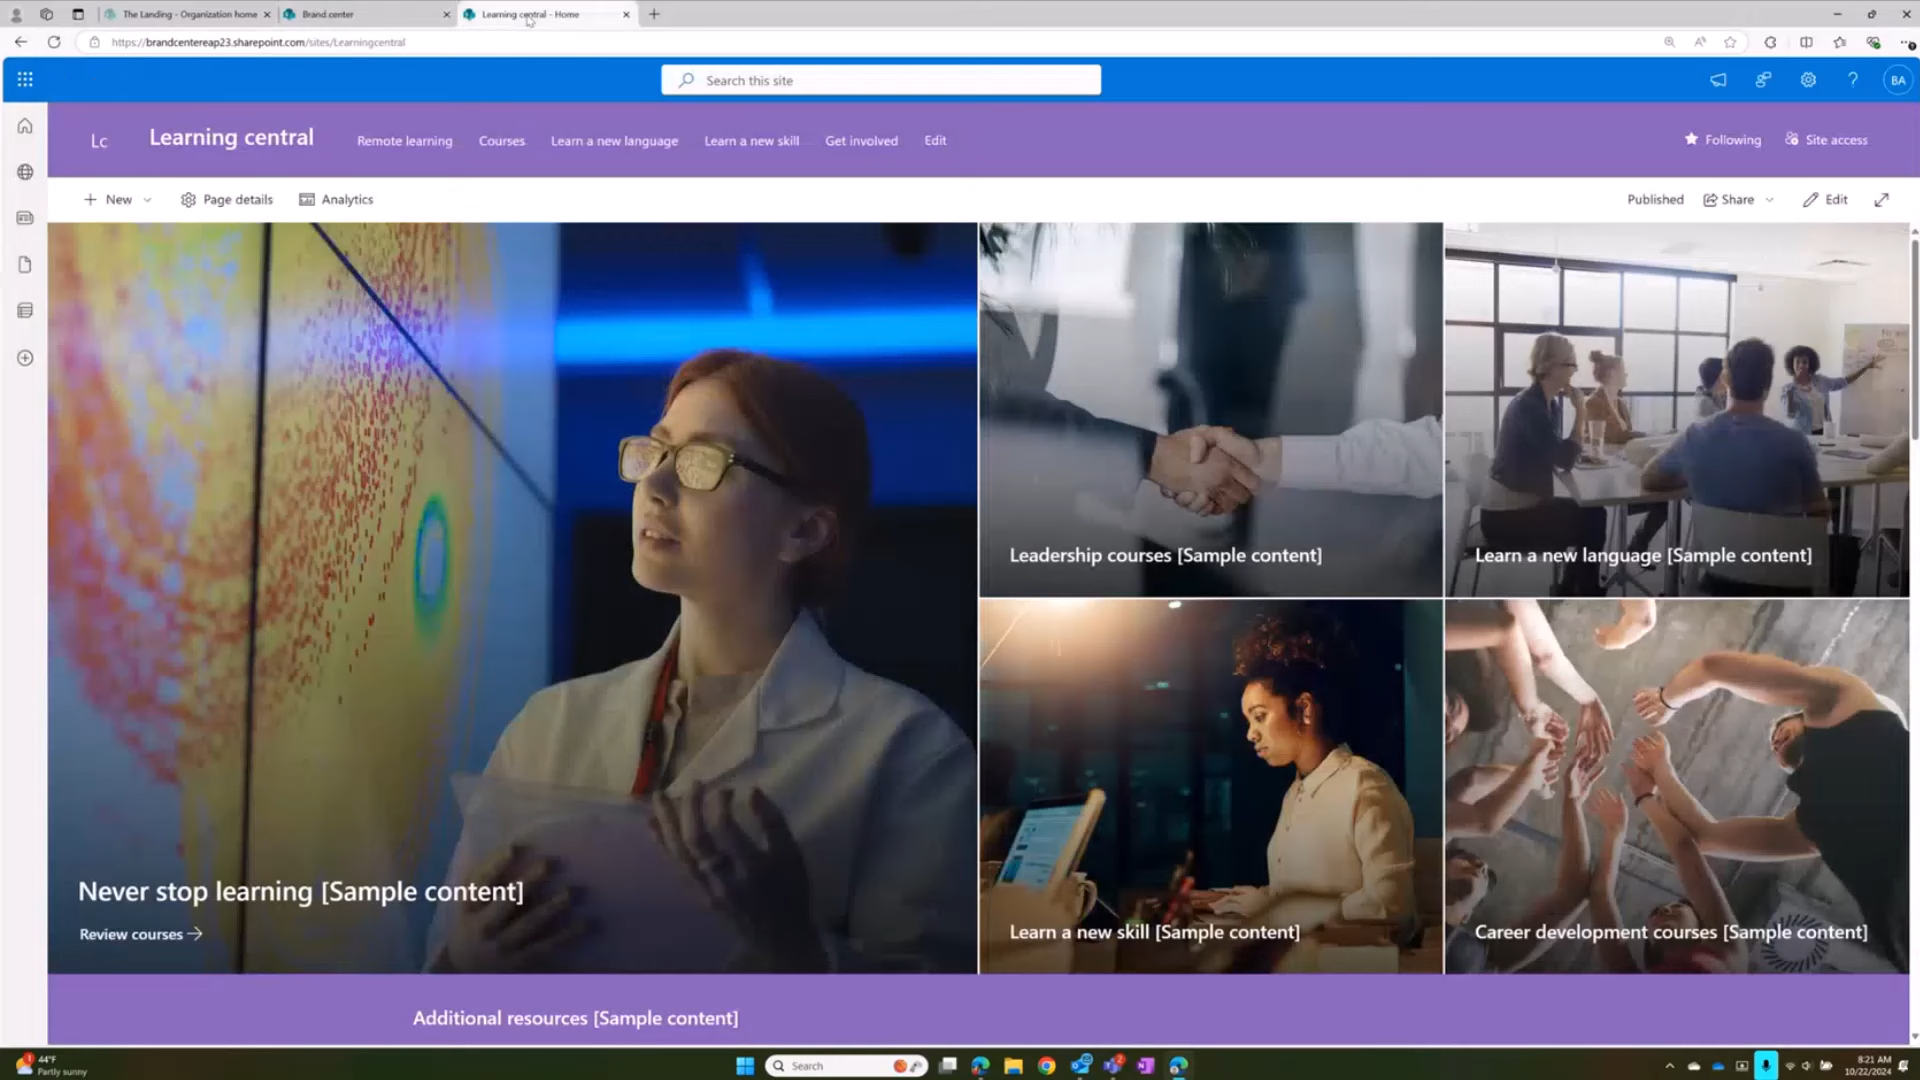 The Landing - Organization home
Brand center
Learning central - Home
https://brandcentereap23.sharepoint.com/sites/Learningcentral
Search this site
BA
Lc
Learning central
Remote learning
Courses
Learn a new language
Learn a new skill
Get involved
Edit
Following
Site access
New
Page details
Analytics
Published
Share
Edit
Leadership courses [Sample content]
Learn a new language [Sample content]
Never stop learning [Sample content]
Review courses
Learn a new skill [Sample content]
Career development courses [Sample content]
Additional resources [Sample content]
44°F
Partly sunny
Search
8:21 AM
10/22/2024